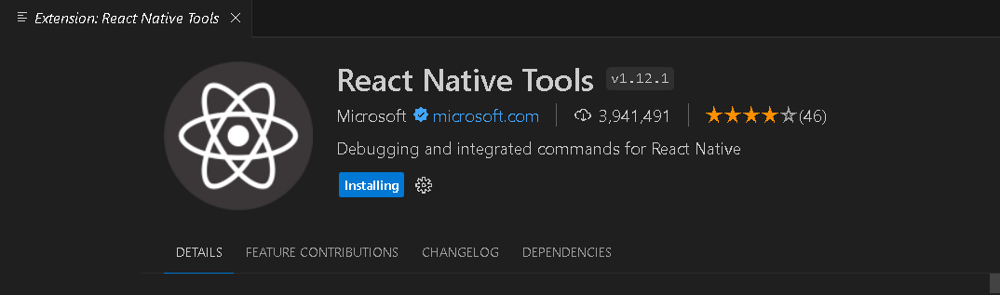 Extension: React Native Tools
React Native Tools v1.12.1
Microsoft microsoft.com 3,941,491 (46)
Debugging and integrated commands for React Native
Installing
DETAILS FEATURE CONTRIBUTIONS CHANGELOG DEPENDENCIES